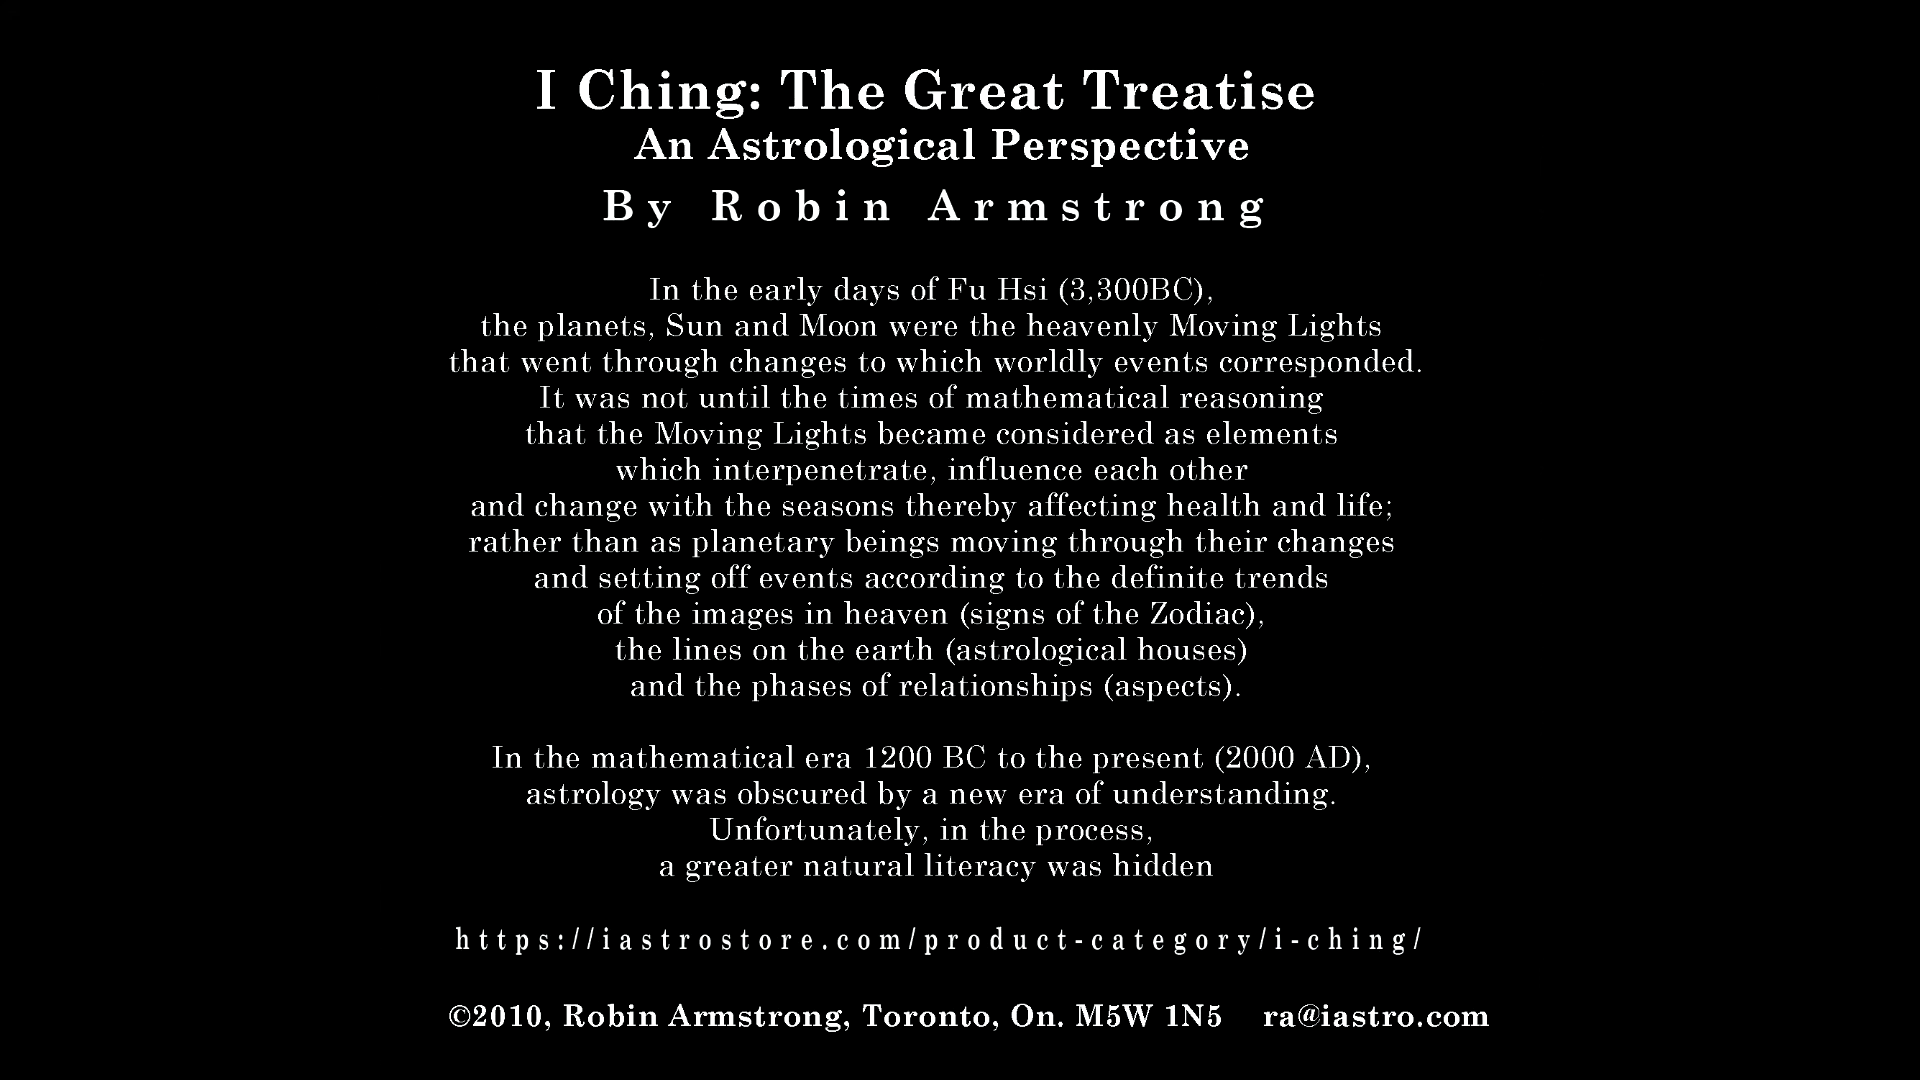 I Ching: The Great Treatise
An Astrological Perspective
By Robin Armstrong
In the early days of Fu Hsi (3,300BC),
the planets, Sun and Moon were the heavenly Moving Lights
that went through changes to which worldly events corresponded.
It was not until the times of mathematical reasoning
that the Moving Lights became considered as elements
which interpenetrate, influence each other
and change with the seasons thereby affecting health and life;
rather than as planetary beings moving through their changes
and setting off events according to the definite trends
of the images in heaven (signs of the Zodiac),
the lines on the earth (astrological houses)
and the phases of relationships (aspects).
In the mathematical era 1200 BC to the present (2000 AD),
astrology was obscured by a new era of understanding.
Unfortunately, in the process,
a greater natural literacy was hidden
https://iastrostore.com/product-category/i-ching/
©2010, Robin Armstrong, Toronto, On. M5W 1N5 ra@iastro.com